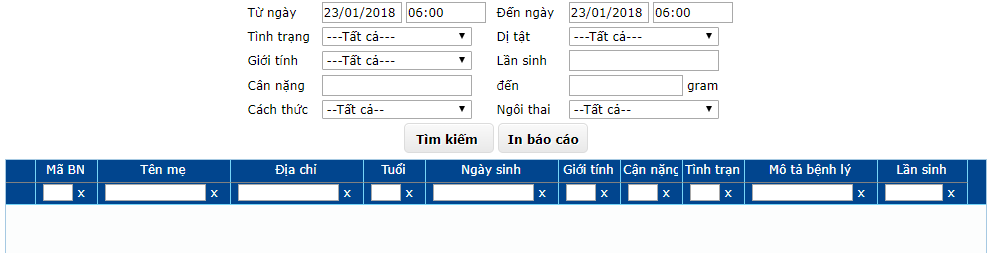 Từ ngày 23/01/2018 06:00 Đến ngày 23/01/2018 06:00
Tình trạng ---Tất cả--- Dị tật ---Tất cả---
Giới tính ---Tất cả--- Lần sinh
Cân nặng đến gram
Cách thức --Tất cả-- Ngôi thai --Tất cả--
Tìm kiếm In báo cáo
Mã BN Tên mẹ Địa chỉ Tuổi Ngày sinh Giới tính Cận nặng Tình trạn Mô tả bệnh lý Lần sinh
x x x x x x x x x x